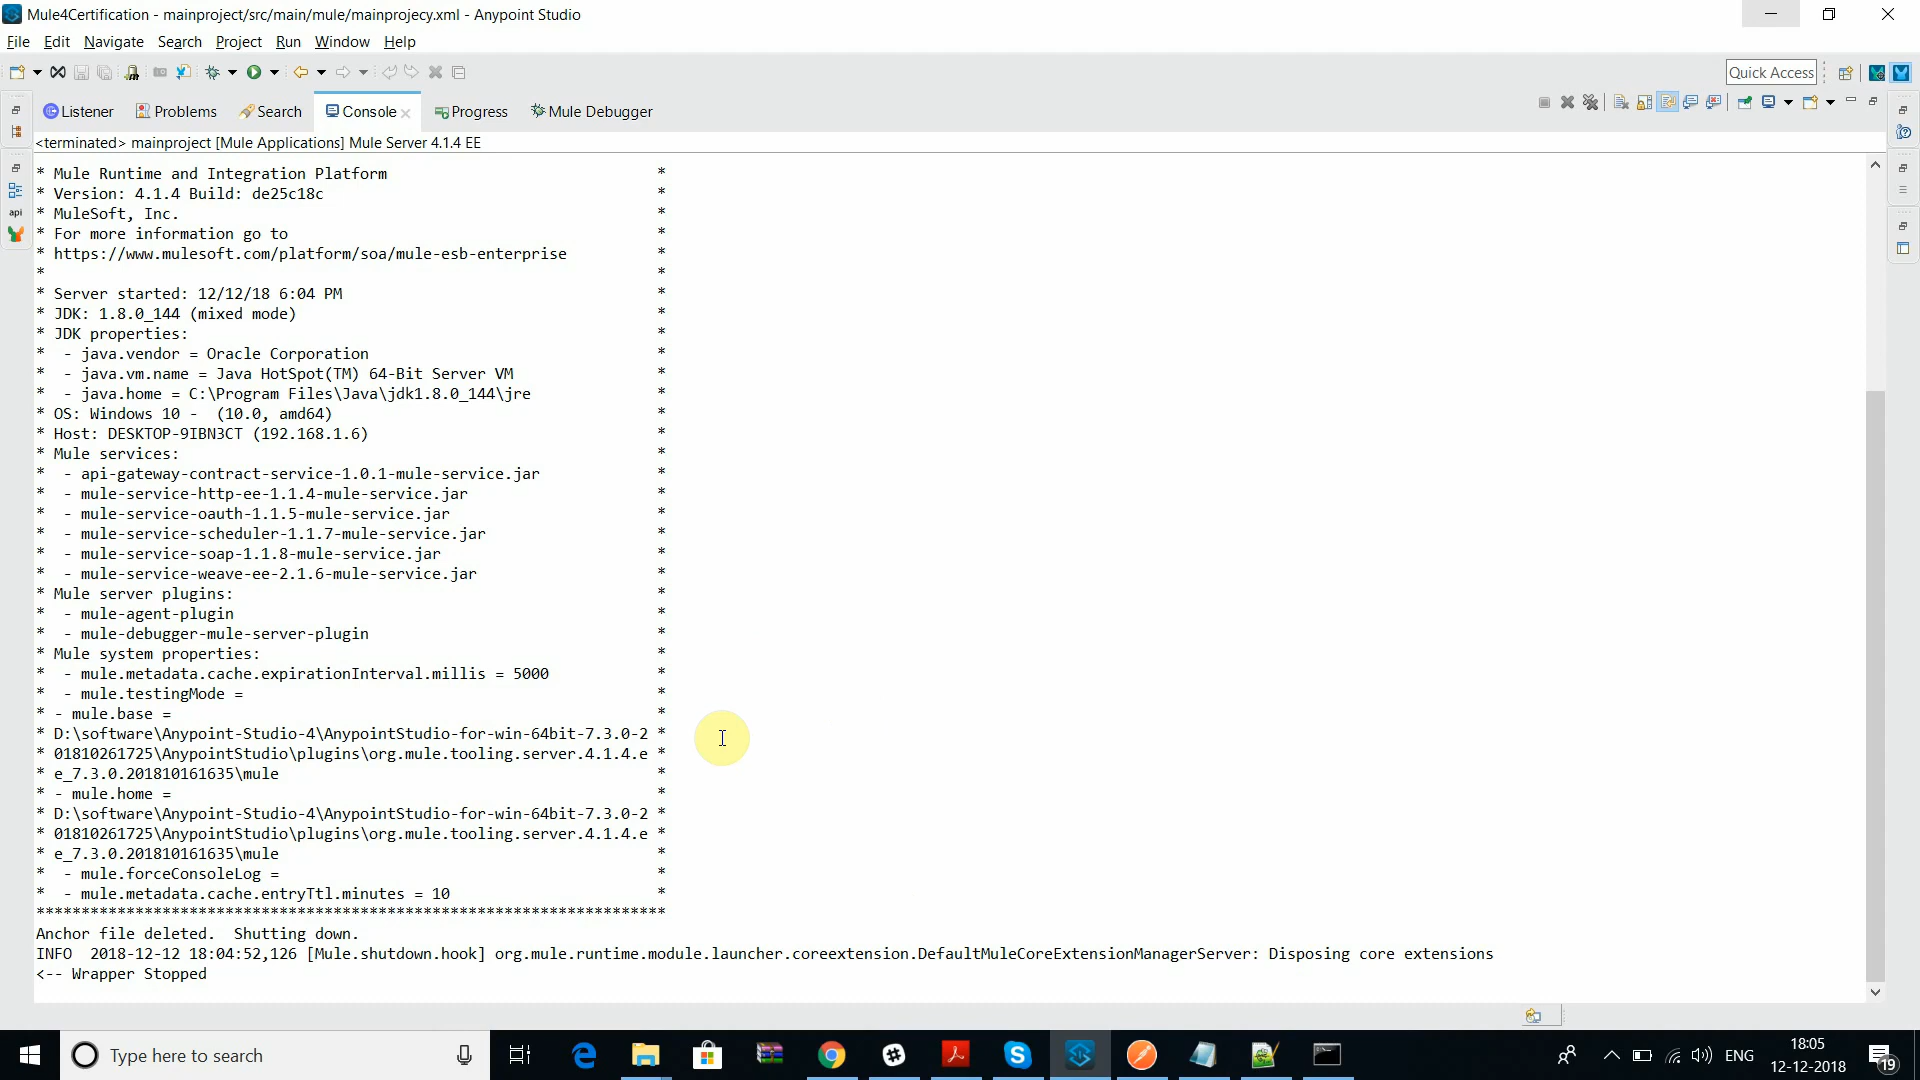 Mule4Certification - mainproject/src/main/mule/mainprojecy.xml - Anypoint Studio
File Edit Navigate Search Project Run Window Help
Quick Access
Listener Problems Search Console Progress Mule Debugger
<terminated> mainproject [Mule Applications] Mule Server 4.1.4 EE
* Mule Runtime and Integration Platform *
* Version: 4.1.4 Build: de25c18c *
* MuleSoft, Inc. *
* For more information go to *
* https://www.mulesoft.com/platform/soa/mule-esb-enterprise *
* *
* Server started: 12/12/18 6:04 PM *
* JDK: 1.8.0_144 (mixed mode) *
* JDK properties: *
* - java.vendor = Oracle Corporation *
* - java.vm.name = Java HotSpot(TM) 64-Bit Server VM *
* - java.home = C:\Program Files\Java\jdk1.8.0_144\jre *
* OS: Windows 10 - (10.0, amd64) *
* Host: DESKTOP-9IBN3CT (192.168.1.6) *
* Mule services: *
* - api-gateway-contract-service-1.0.1-mule-service.jar *
* - mule-service-http-ee-1.1.4-mule-service.jar *
* - mule-service-oauth-1.1.5-mule-service.jar *
* - mule-service-scheduler-1.1.7-mule-service.jar *
* - mule-service-soap-1.1.8-mule-service.jar *
* - mule-service-weave-ee-2.1.6-mule-service.jar *
* Mule server plugins: *
* - mule-agent-plugin *
* - mule-debugger-mule-server-plugin *
* Mule system properties: *
* - mule.metadata.cache.expirationInterval.millis = 5000 *
* - mule.testingMode = *
* - mule.base = *
* D:\software\Anypoint-Studio-4\AnypointStudio-for-win-64bit-7.3.0-2 *
* 01810261725\AnypointStudio\plugins\org.mule.tooling.server.4.1.4.e *
* e_7.3.0.201810161635\mule *
* - mule.home = *
* D:\software\Anypoint-Studio-4\AnypointStudio-for-win-64bit-7.3.0-2 *
* 01810261725\AnypointStudio\plugins\org.mule.tooling.server.4.1.4.e *
* e_7.3.0.201810161635\mule *
* - mule.forceConsoleLog = *
* - mule.metadata.cache.entryTtl.minutes = 10 *
**********************************************************************
Anchor file deleted.  Shutting down.
INFO  2018-12-12 18:04:52,126 [Mule.shutdown.hook] org.mule.runtime.module.launcher.coreextension.DefaultMuleCoreExtensionManagerServer: Disposing core extensions
<-- Wrapper Stopped
api
Type here to search
ENG
18:05
12-12-2018
19